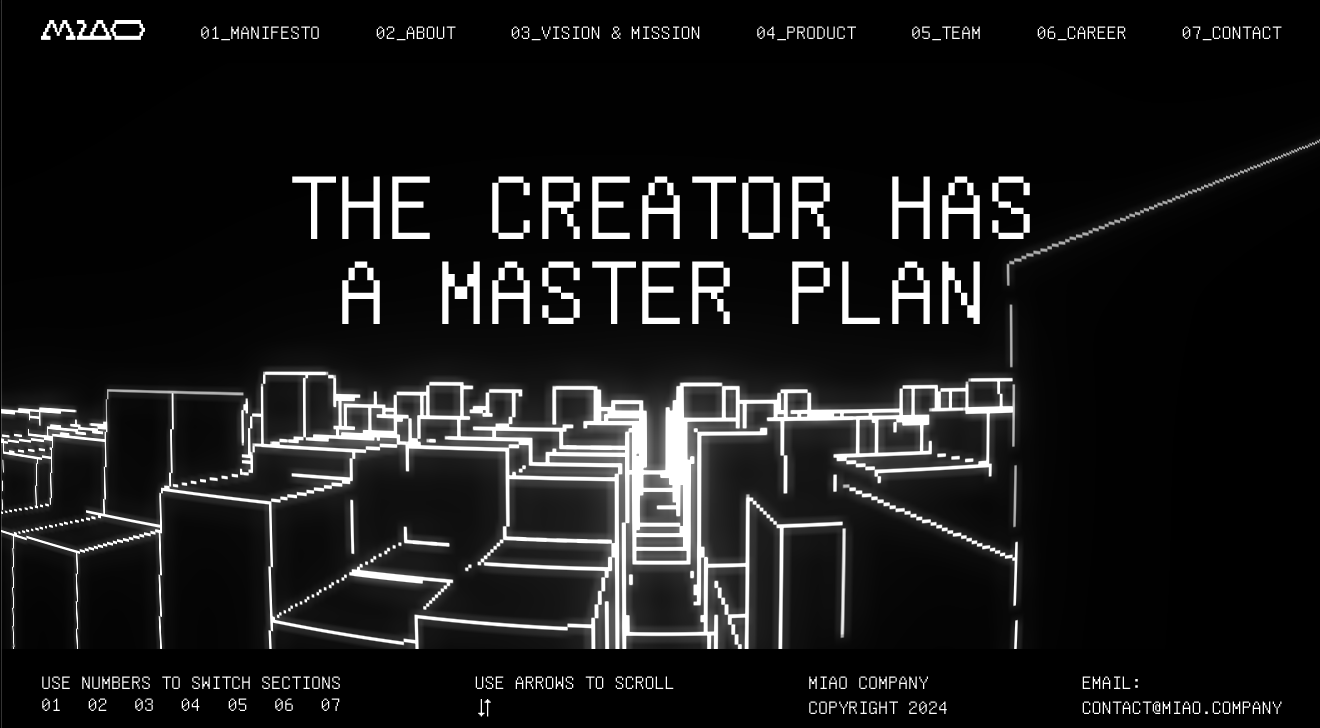 MIAO
01_MANIFESTO 02_ABOUT 03_VISION & MISSION 04_PRODUCT 05_TEAM 06_CAREER 07_CONTACT
THE CREATOR HAS
A MASTER PLAN
USE NUMBERS TO SWITCH SECTIONS
01 02 03 04 05 06 07
USE ARROWS TO SCROLL
↓↑
MIAO COMPANY
COPYRIGHT 2024
EMAIL:
CONTACT@MIAO.COMPANY